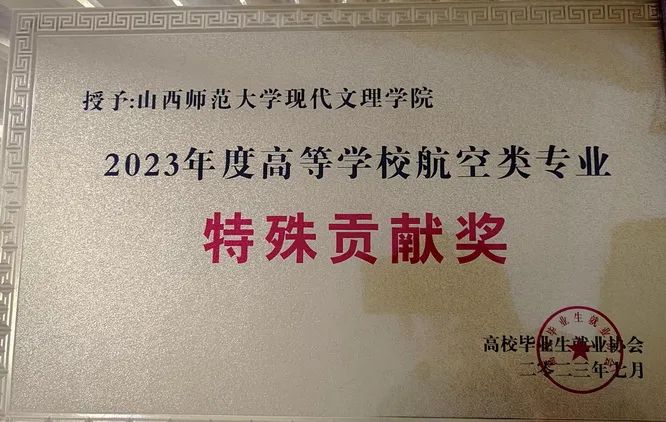 授予:山西师范大学现代文理学院
2023年度高等学校航空类专业
特殊贡献奖
高校毕业生就业协会
二〇二三年七月